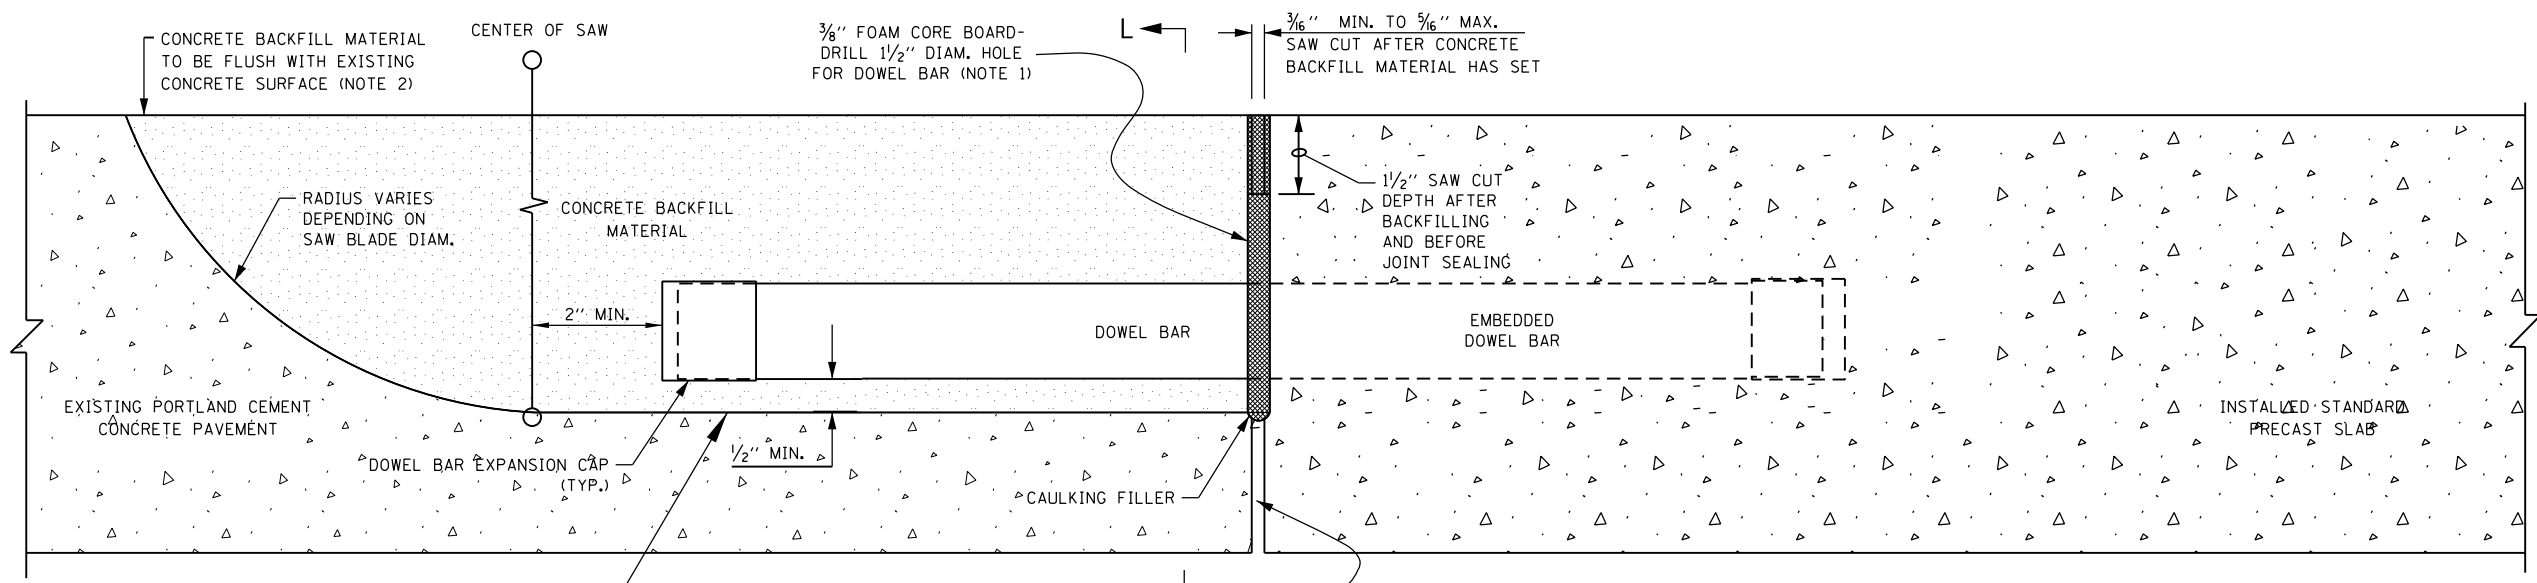 CONCRETE BACKFILL MATERIAL
TO BE FLUSH WITH EXISTING
CONCRETE SURFACE (NOTE 2)
CENTER OF SAW
3/8" FOAM CORE BOARD-
DRILL 1 1/2" DIAM. HOLE
FOR DOWEL BAR (NOTE 1)
L
3/16" MIN. TO 5/16" MAX.
SAW CUT AFTER CONCRETE
BACKFILL MATERIAL HAS SET
RADIUS VARIES
DEPENDING ON
SAW BLADE DIAM.
CONCRETE BACKFILL
MATERIAL
1 1/2" SAW CUT
DEPTH AFTER
BACKFILLING
AND BEFORE
JOINT SEALING
2" MIN.
DOWEL BAR
EMBEDDED
DOWEL BAR
EXISTING PORTLAND CEMENT
CONCRETE PAVEMENT
INSTALLED STANDARD
PRECAST SLAB
DOWEL BAR EXPANSION CAP
(TYP.)
1/2" MIN.
CAULKING FILLER